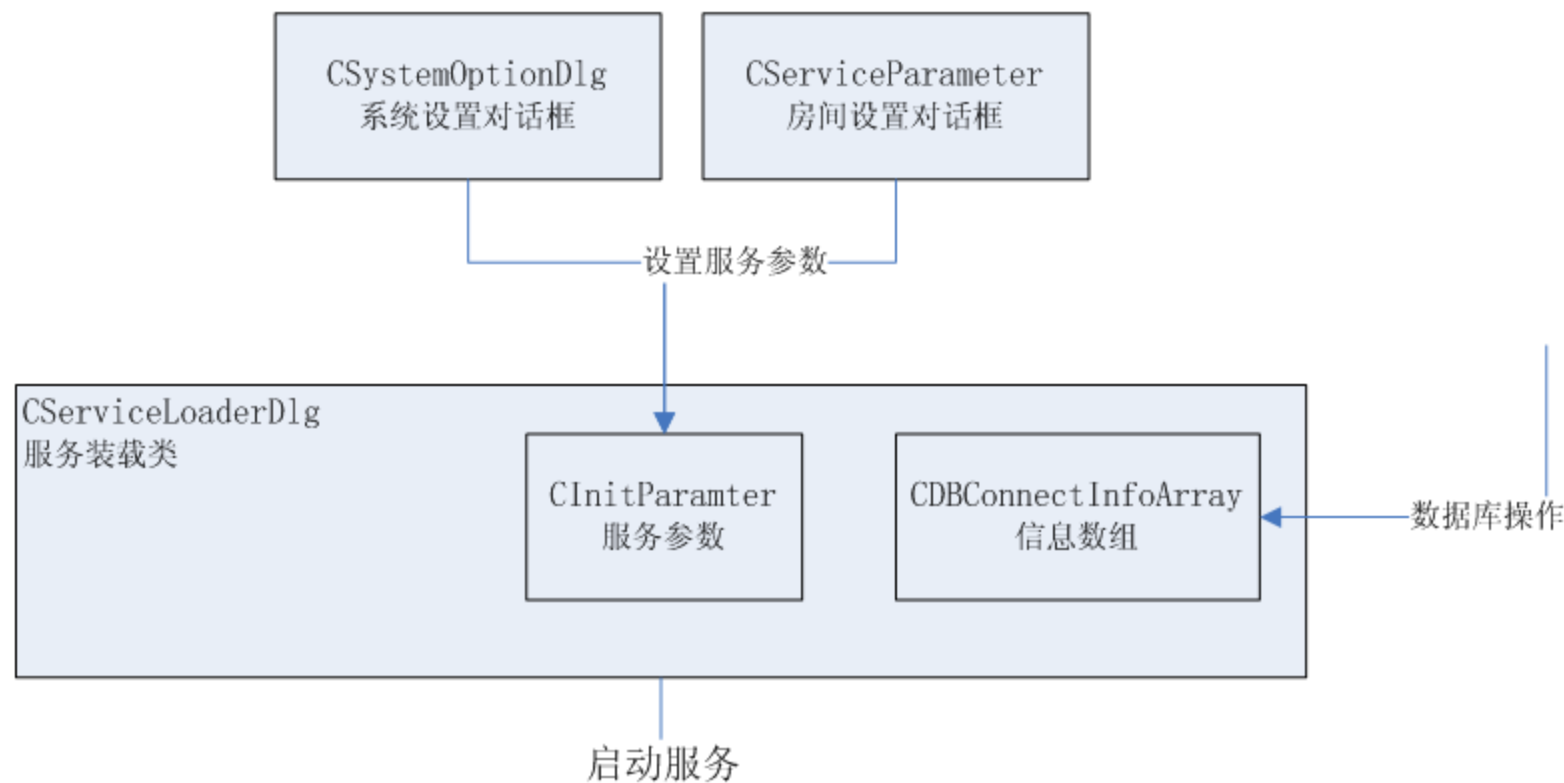 CSystemOptionDlg
系统设置对话框
CServiceParameter
房间设置对话框
设置服务参数
CServiceLoaderDlg
服务装载类
CInitParamter
服务参数
CDBConnectInfoArray
信息数组
数据库操作
启动服务